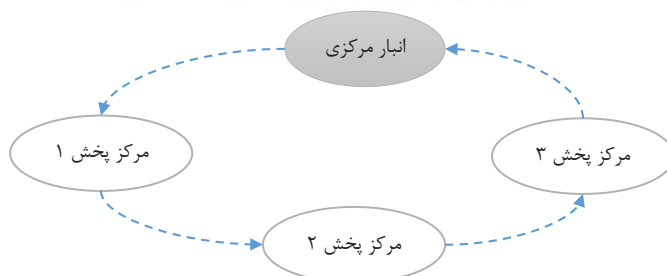 انبار مرکزی
مرکز پخش ۱
مرکز پخش ۳
مرکز پخش ۲